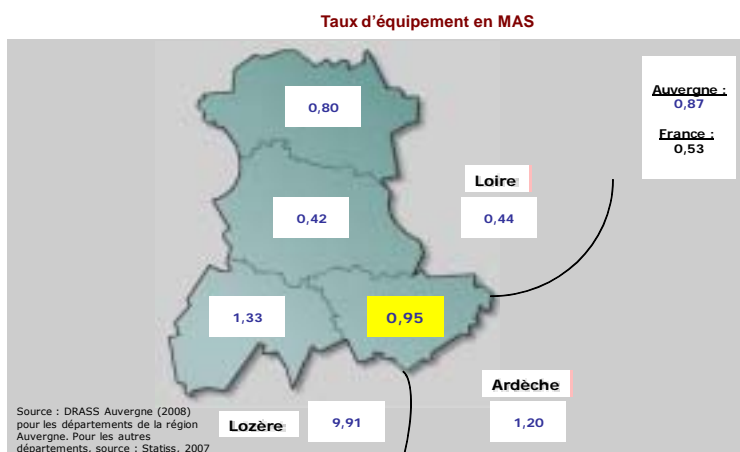 Taux d'équipement en MAS
Auvergne :
0,87
France :
0,53
0,80
Loire
0,42
0,44
1,33
0,95
Ardèche
1,20
Lozère
9,91
Source : DRASS Auvergne (2008)
pour les départements de la région
Auvergne. Pour les autres
départements, source : Statiss, 2007